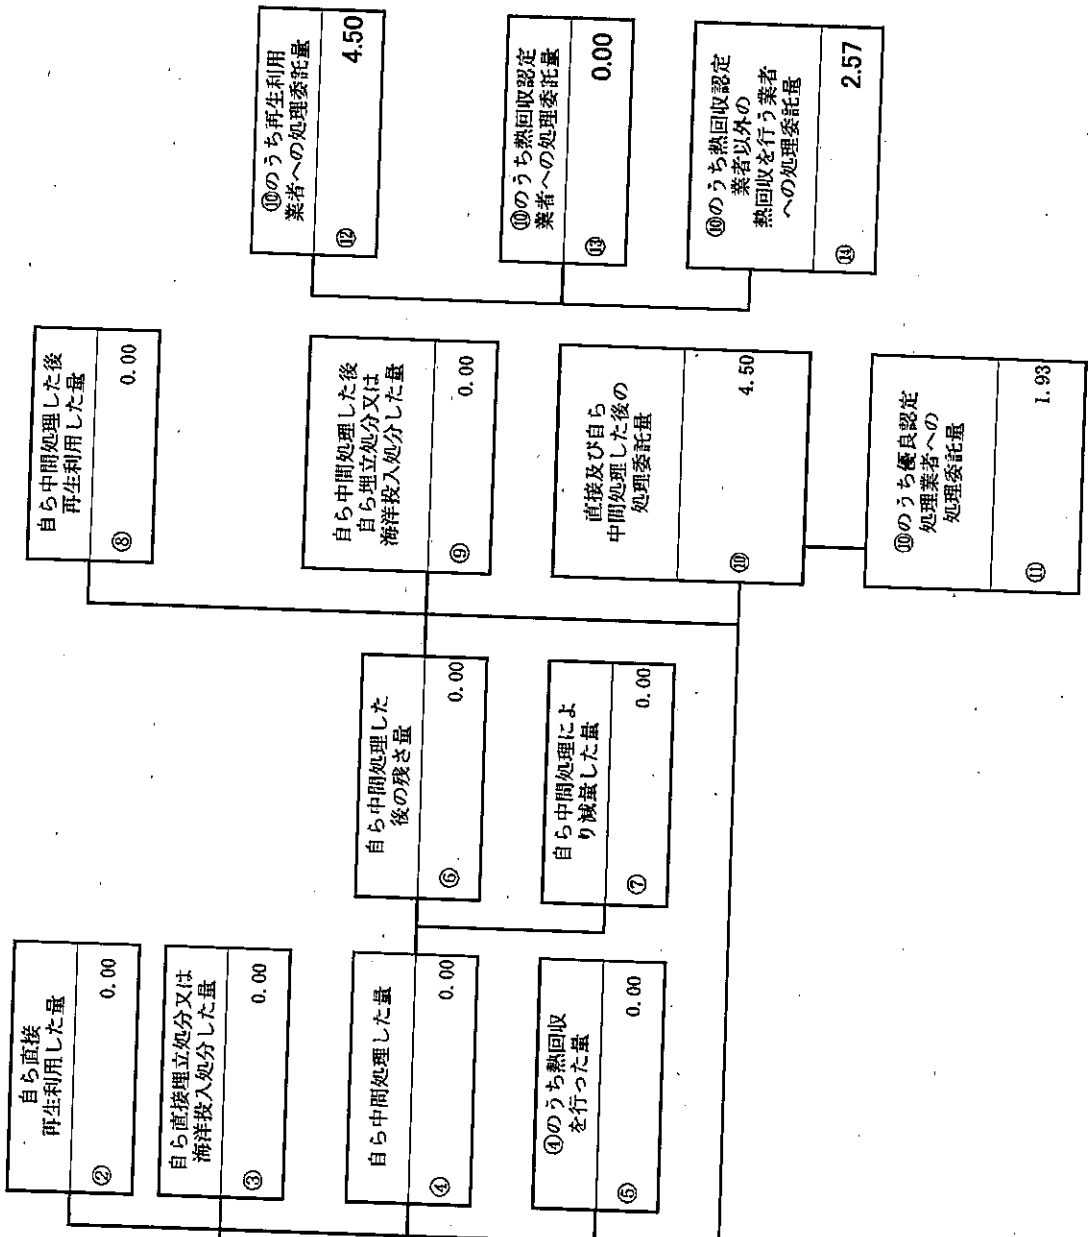 自ら直接
再生利用した量
②
0.00
自ら直接埋立処分又は
海洋投入処分した量
③
0.00
自ら中間処理した量
④
0.00
④のうち熱回収
を行った量
⑤
0.00
自ら中間処理した
後の残さ量
⑥
0.00
自ら中間処理によ
り減量した量
⑦
0.00
自ら中間処理した後
再生利用した量
⑧
0.00
自ら中間処理した後
自ら埋立処分又は
海洋投入処分した量
⑨
0.00
直接及び自ら
中間処理した後の
処理委託量
⑩
4.50
⑩のうち優良認定
処理業者への
処理委託量
⑪
1.93
⑩のうち再生利用
業者への処理委託量
⑫
4.50
⑩のうち熱回収認定
業者への処理委託量
⑬
0.00
⑩のうち熱回収認定
業者以外の
熱回収を行う業者
への処理委託量
⑭
2.57